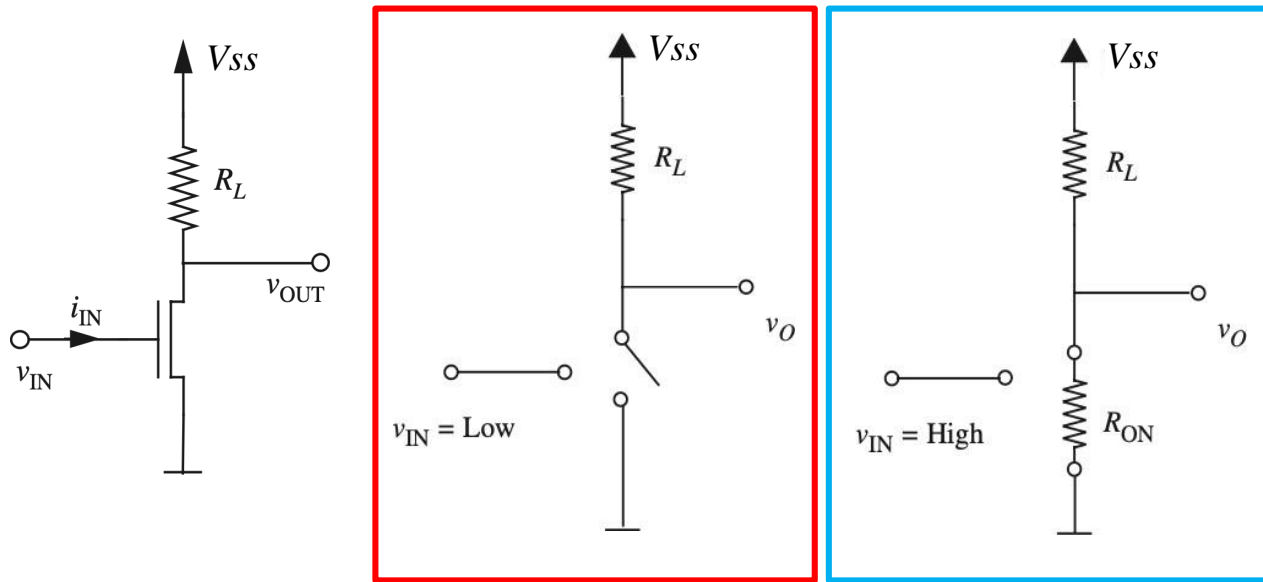 Vss
R_L
v_OUT
i_IN
v_IN
Vss
R_L
v_O
v_IN = Low
Vss
R_L
v_O
v_IN = High
R_ON